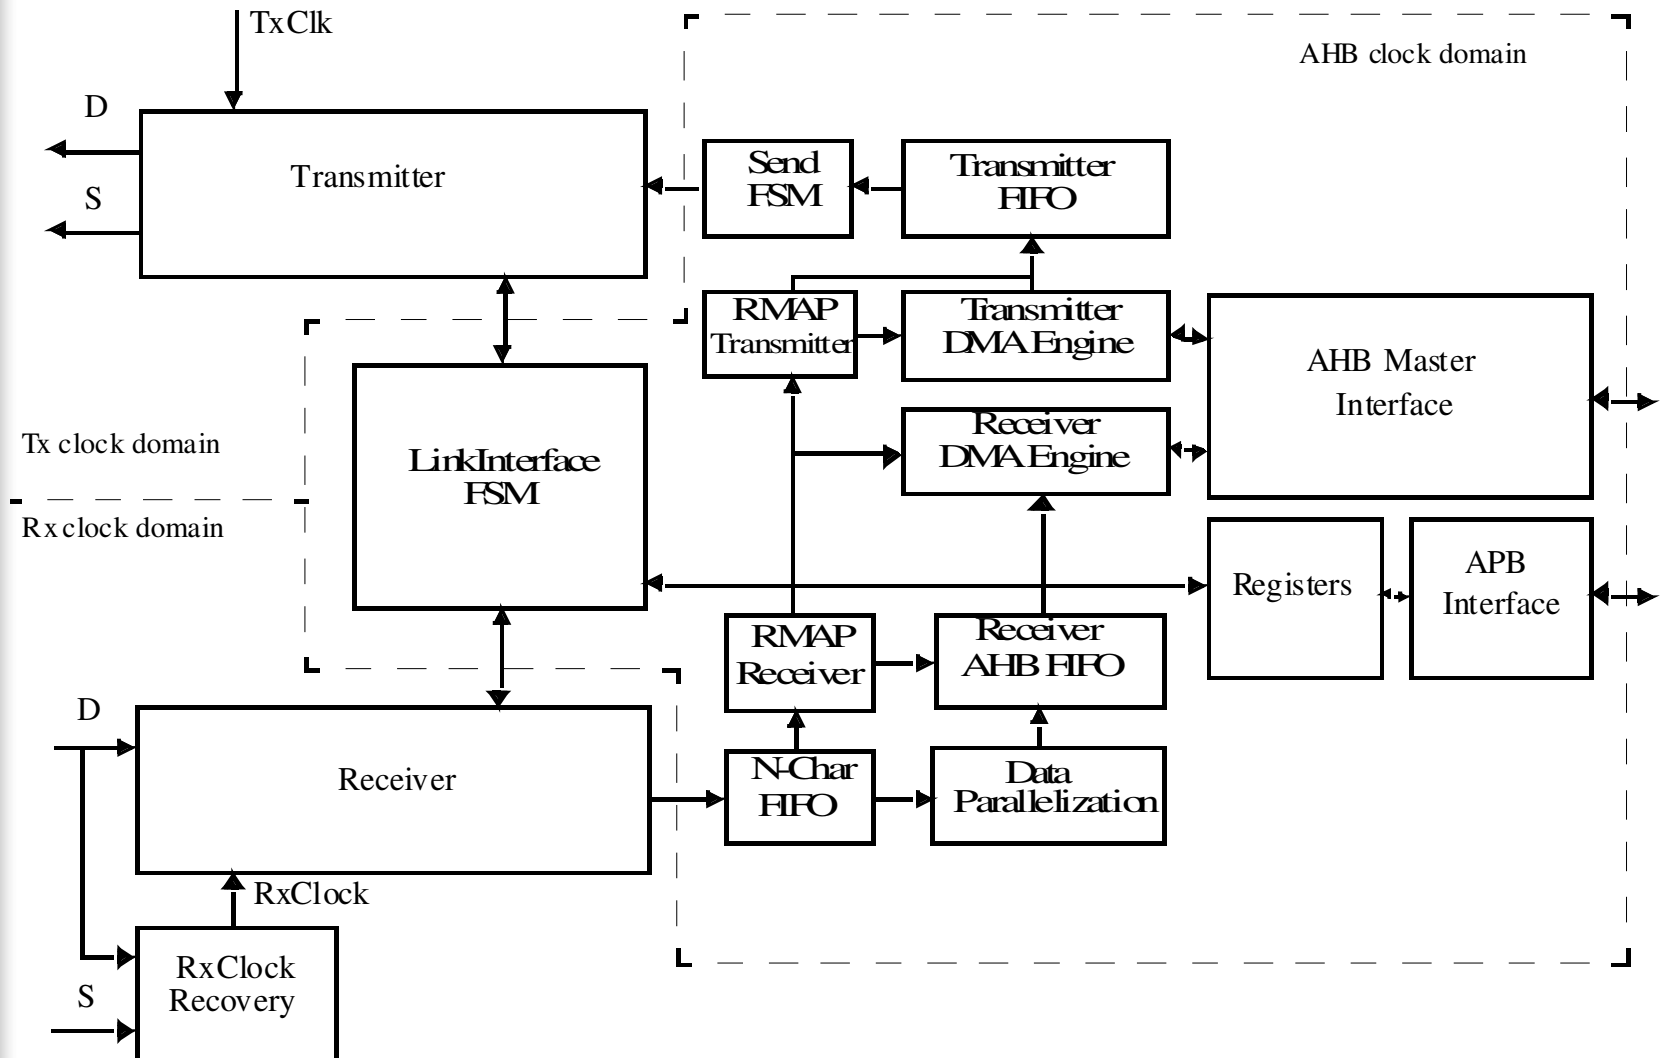 TxClk
AHB clock domain
D
Transmitter
S
Send
FSM
Transmitter
FIFO
RMAP
Transmitter
Transmitter
DMA Engine
AHB Master
Interface
Receiver
DMA Engine
Tx clock domain
Rx clock domain
LinkInterface
FSM
Registers
APB
Interface
RMAP
Receiver
Receiver
AHB FIFO
D
Receiver
N-Char
FIFO
Data
Parallelization
RxClock
RxClock
Recovery
S